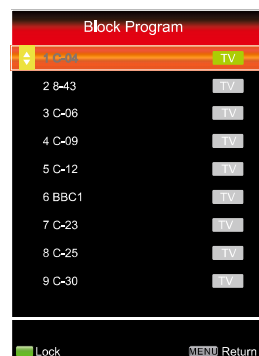 Block Program
1 C-04 TV
2 8-43 TV
3 C-06 TV
4 C-09 TV
5 C-12 TV
6 BBC1 TV
7 C-23 TV
8 C-25 TV
9 C-30 TV
Lock MENU Return